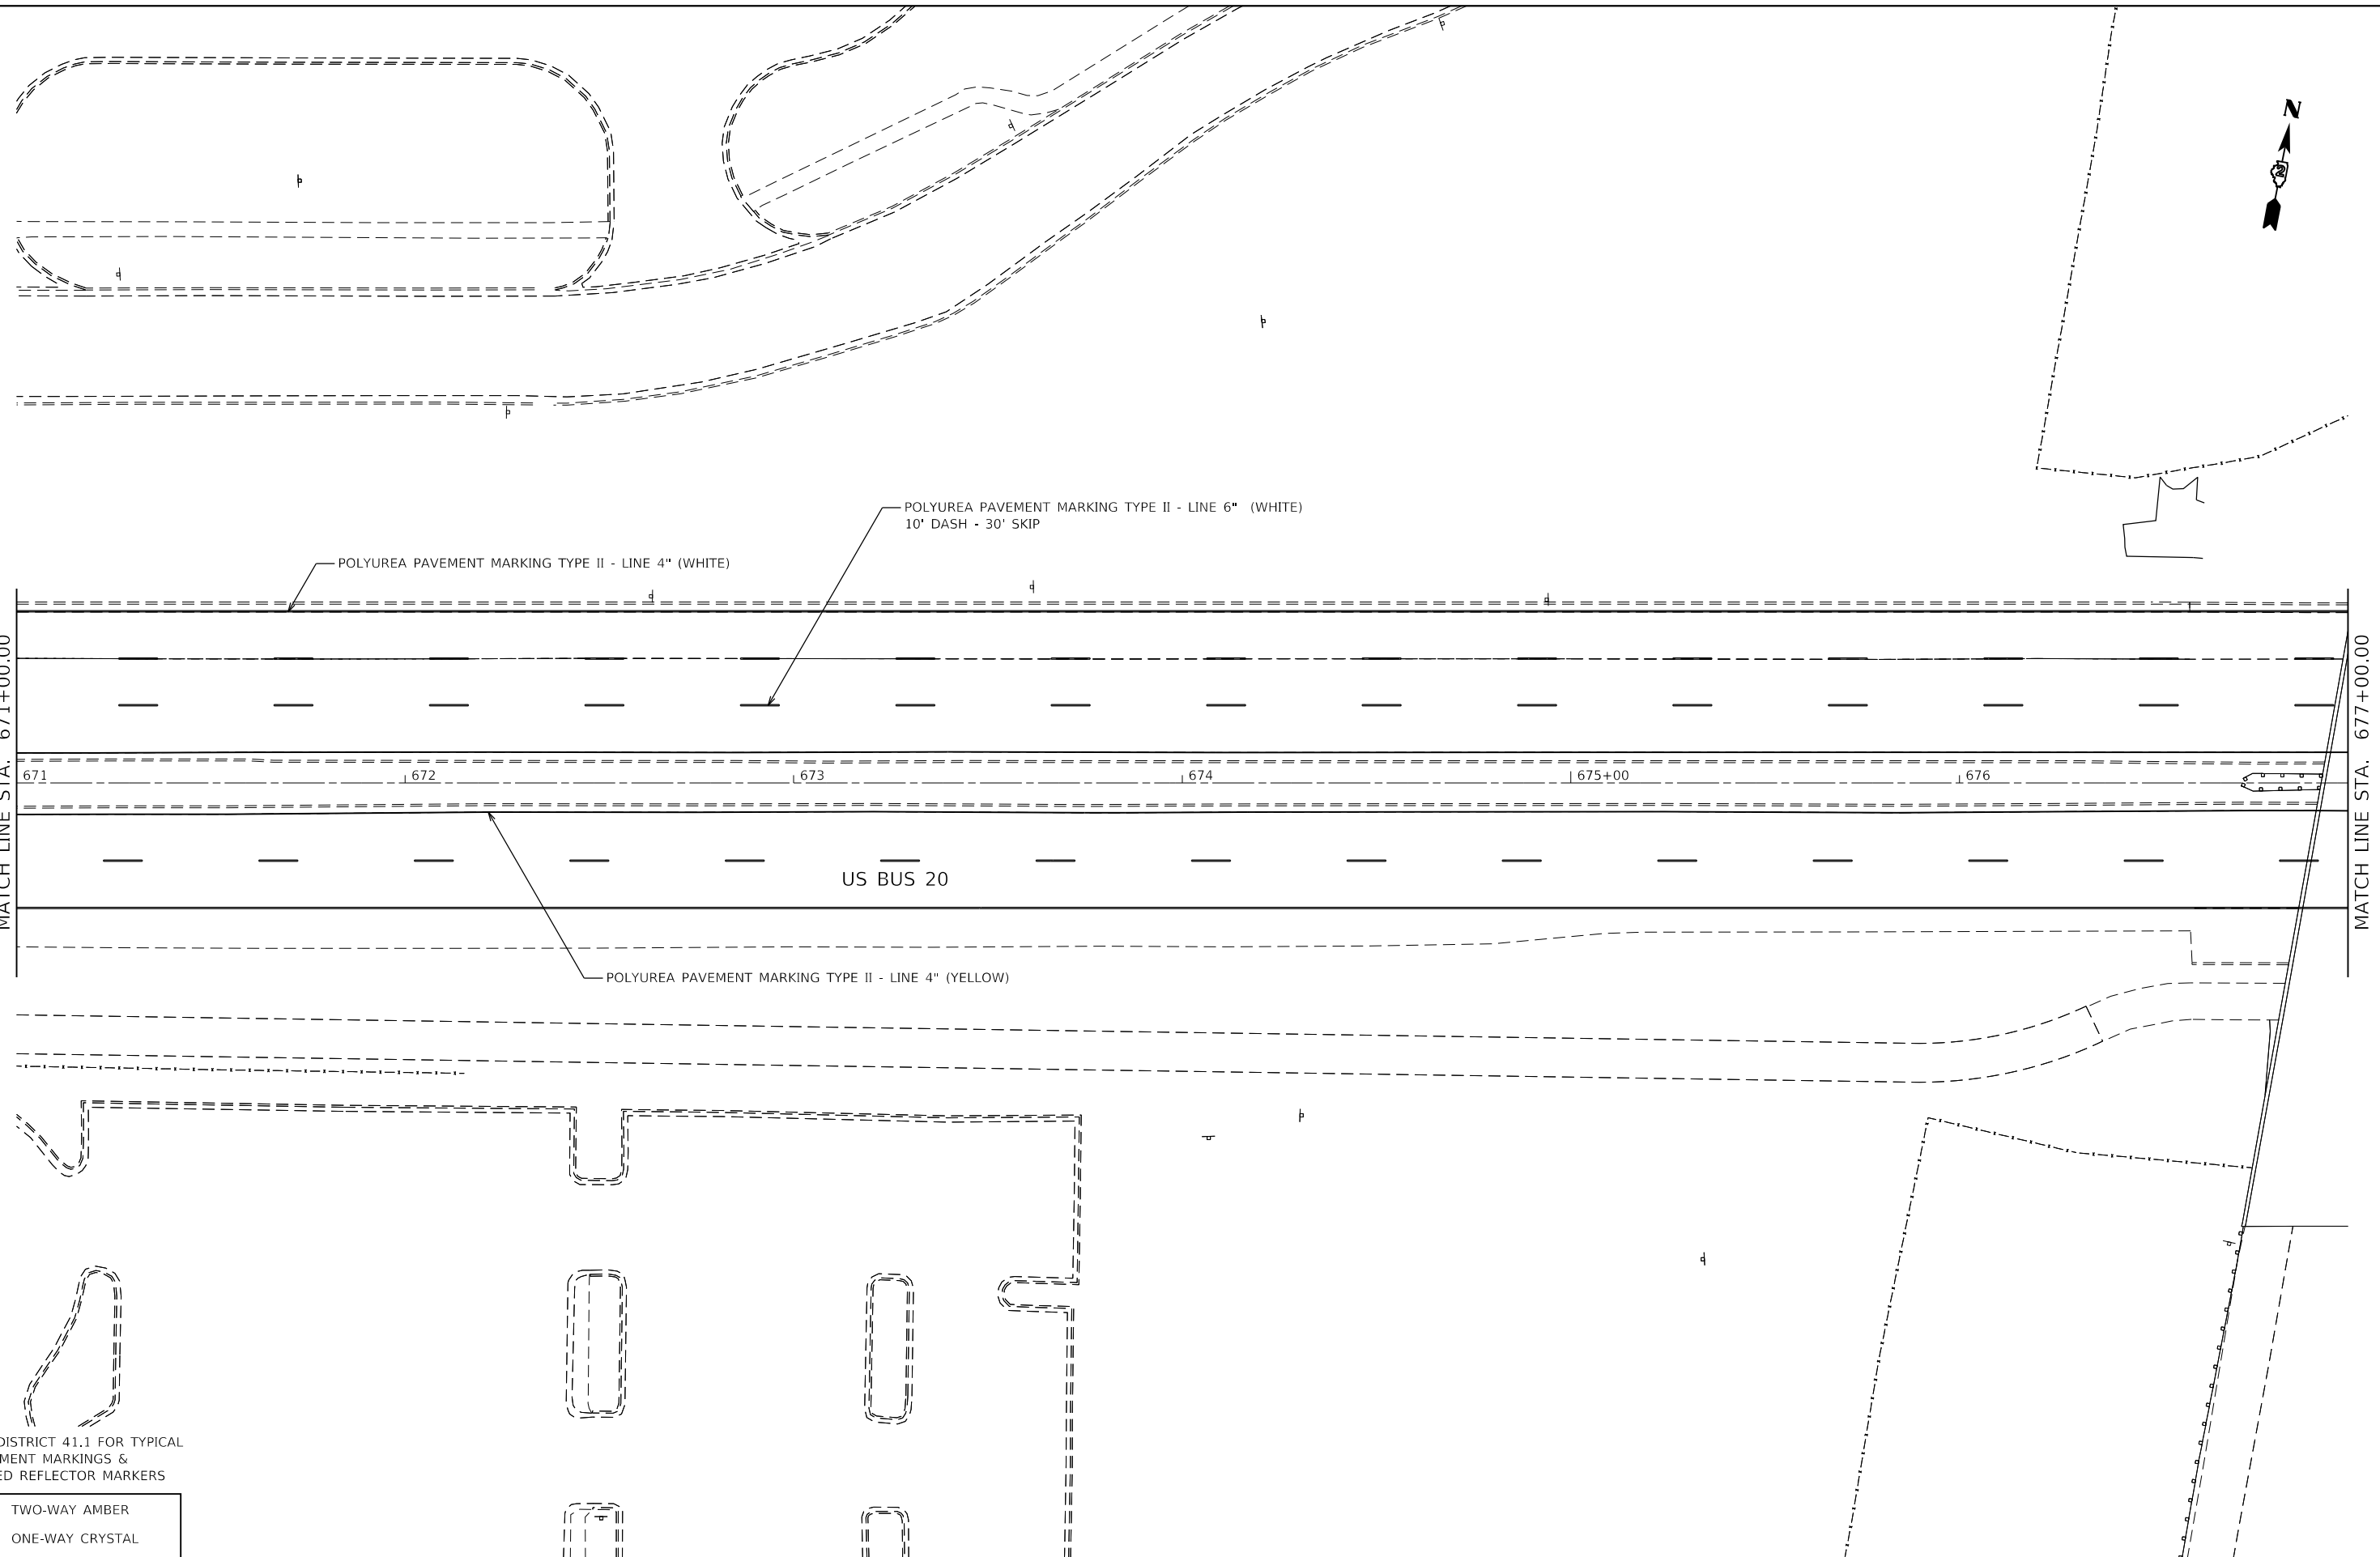 N
2
POLYUREA PAVEMENT MARKING TYPE II - LINE 6" (WHITE)
10' DASH - 30' SKIP
POLYUREA PAVEMENT MARKING TYPE II - LINE 4" (WHITE)
MATCH LINE STA. 671+00.00
MATCH LINE STA. 677+00.00
671
672
673
674
675+00
676
US BUS 20
POLYUREA PAVEMENT MARKING TYPE II - LINE 4" (YELLOW)
DISTRICT 41.1 FOR TYPICAL
MENT MARKINGS &
ED REFLECTOR MARKERS
TWO-WAY AMBER
ONE-WAY CRYSTAL